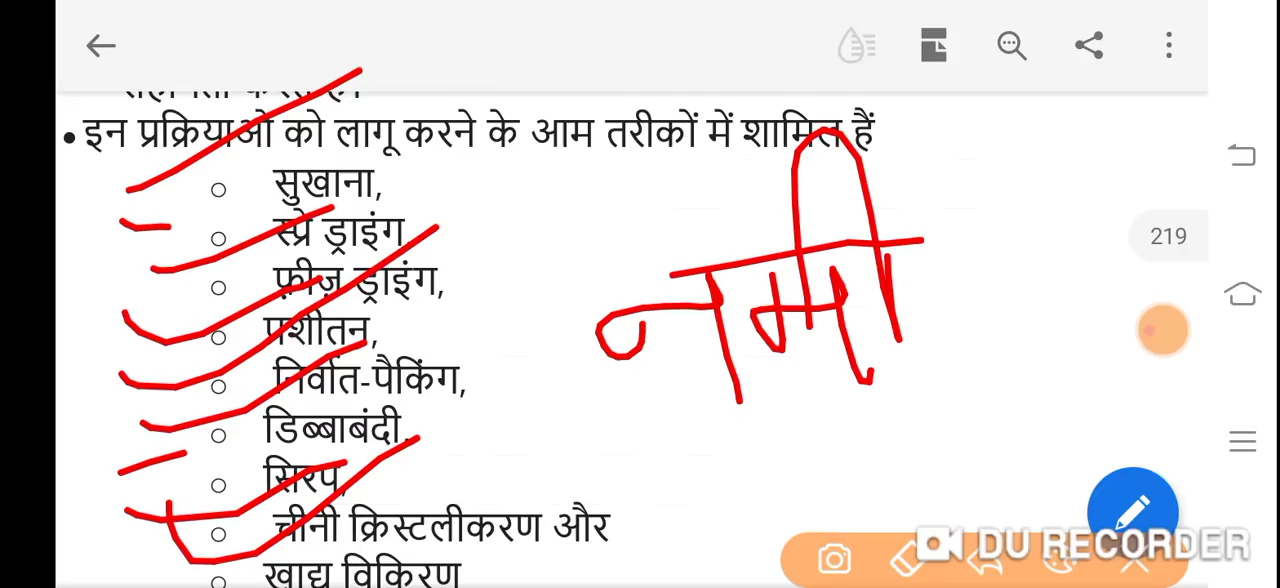 • इन प्रक्रियाओ को लागू करने के आम तरीकों में शामिल हैं
○ सुखाना,
○ स्प्रे ड्राइंग,
○ फ़्रीज़ ड्राइंग,
○ प्रशीतन,
○ निर्वात-पैकिंग,
○ डिब्बाबंदी,
○ सिरप,
○ चीनी क्रिस्टलीकरण और
○ खाद्य विकिरण
नमी
219
DU RECORDER